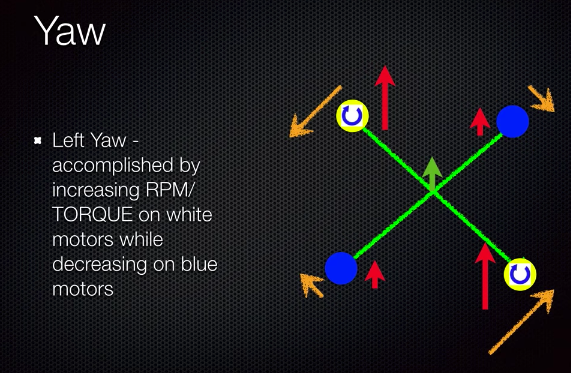 Yaw
Left Yaw -
accomplished by
increasing RPM/
TORQUE on white
motors while
decreasing on blue
motors